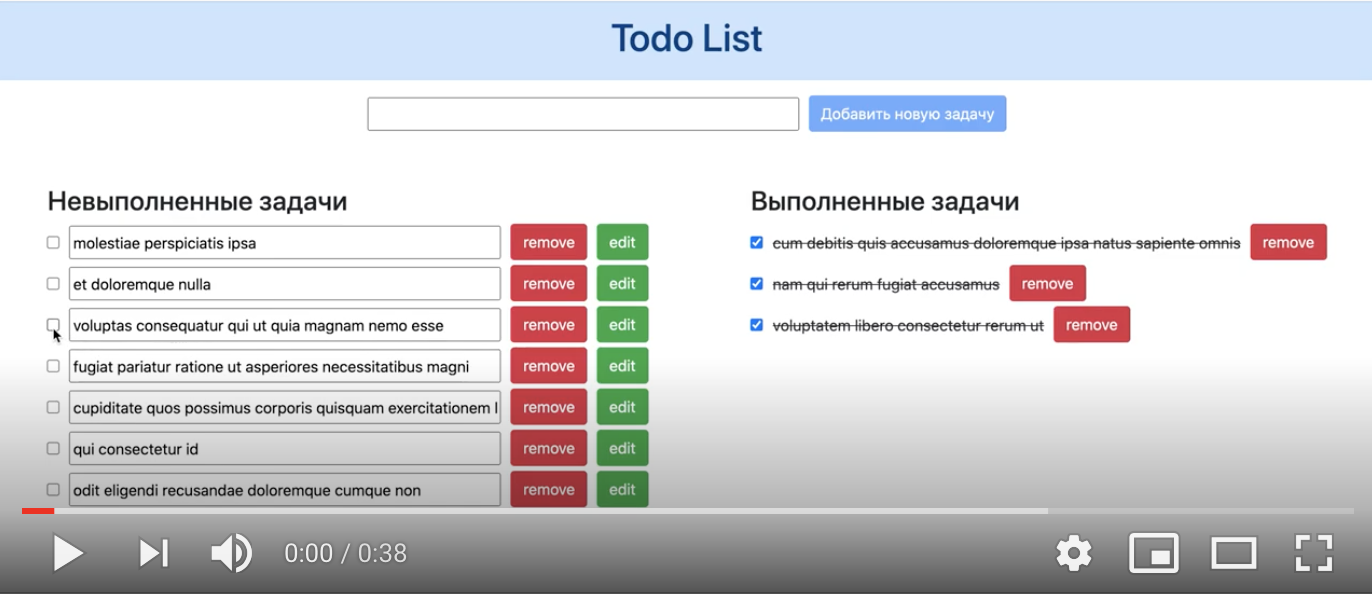 Todo List
Добавить новую задачу
Невыполненные задачи
molestiae perspiciatis ipsa remove edit
et doloremque nulla remove edit
voluptas consequatur qui ut quia magnam nemo esse remove edit
fugiat pariatur ratione ut asperiores necessitatibus magni remove edit
cupiditate quos possimus corporis quisquam exercitationem l remove edit
qui consectetur id remove edit
odit eligendi recusandae doloremque cumque non remove edit
Выполненные задачи
cum debitis quis accusamus doloremque ipsa natus sapiente omnis remove
nam qui rerum fugiat accusamus remove
voluptatem libero consectetur rerum ut remove
0:00 / 0:38